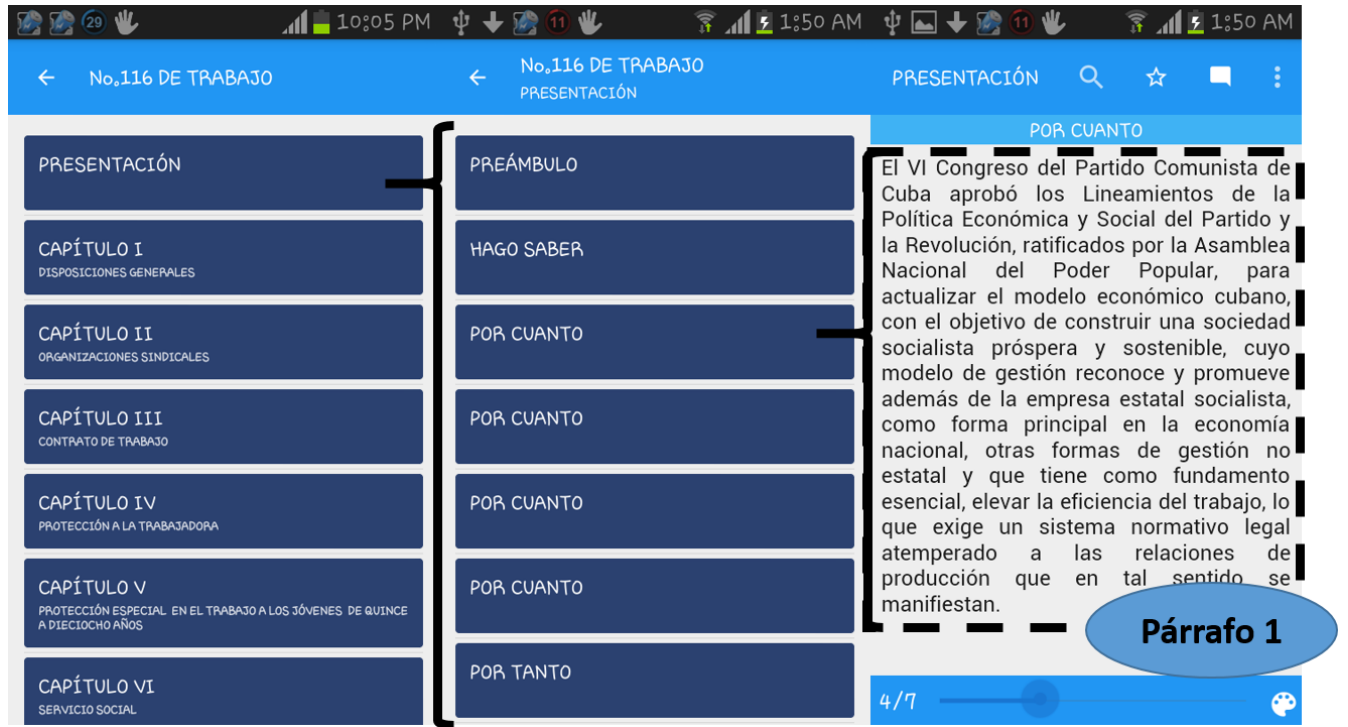 29
10:05 PM
No.116 DE TRABAJO
PRESENTACIÓN
CAPÍTULO I
DISPOSICIONES GENERALES
CAPÍTULO II
ORGANIZACIONES SINDICALES
CAPÍTULO III
CONTRATO DE TRABAJO
CAPÍTULO IV
PROTECCIÓN A LA TRABAJADORA
CAPÍTULO V
PROTECCIÓN ESPECIAL EN EL TRABAJO A LOS JÓVENES DE QUINCE
A DIECIOCHO AÑOS
CAPÍTULO VI
SERVICIO SOCIAL
11
1:50 AM
No.116 DE TRABAJO
PRESENTACIÓN
PREÁMBULO
HAGO SABER
POR CUANTO
POR CUANTO
POR CUANTO
POR CUANTO
POR TANTO
11
1:50 AM
PRESENTACIÓN
POR CUANTO
El VI Congreso del Partido Comunista de
Cuba aprobó los Lineamientos de la
Política Económica y Social del Partido y
la Revolución, ratificados por la Asamblea
Nacional del Poder Popular, para
actualizar el modelo económico cubano,
con el objetivo de construir una sociedad
socialista próspera y sostenible, cuyo
modelo de gestión reconoce y promueve
además de la empresa estatal socialista,
como forma principal en la economía
nacional, otras formas de gestión no
estatal y que tiene como fundamento
esencial, elevar la eficiencia del trabajo, lo
que exige un sistema normativo legal
atemperado a las relaciones de
producción que en tal sentido se
manifiestan.
Párrafo 1
4/7